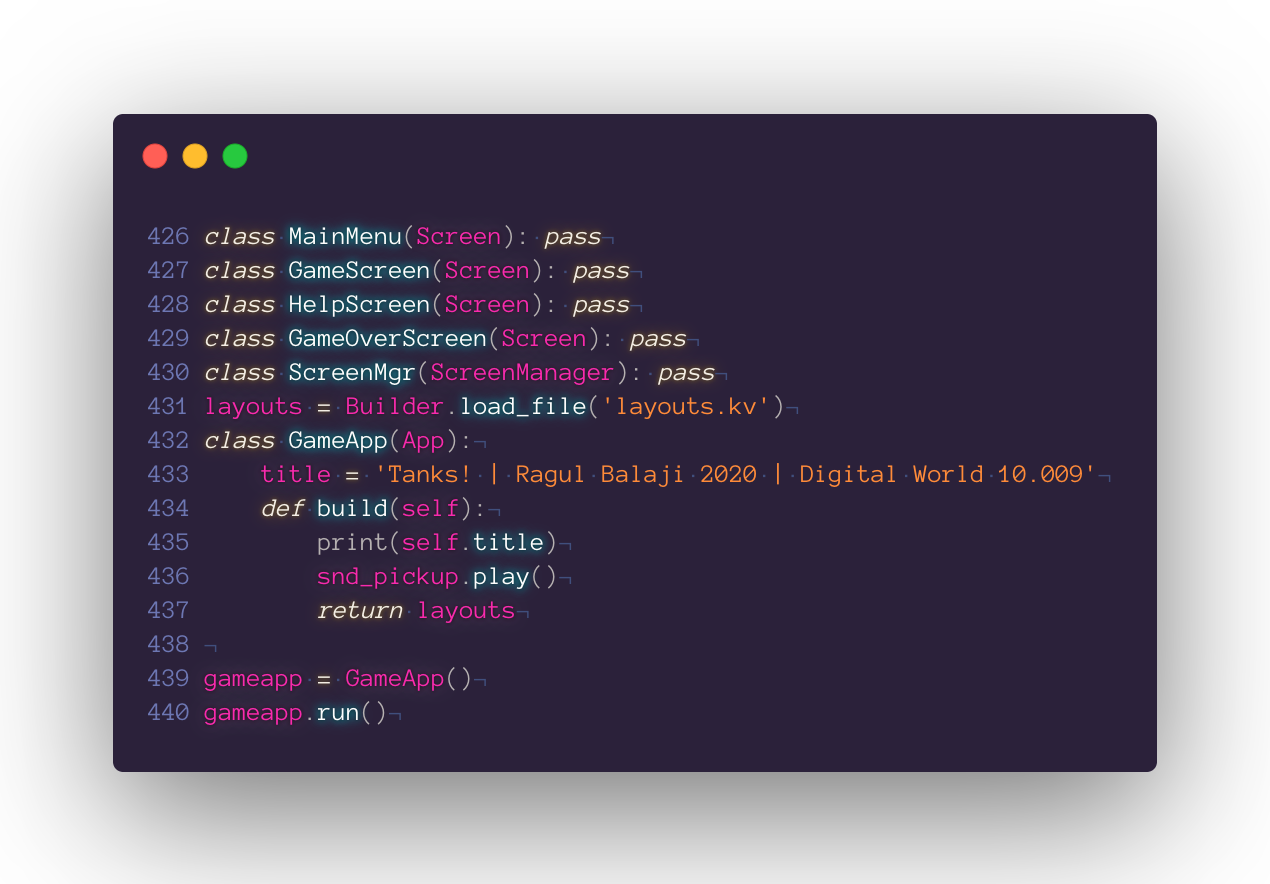 426 class MainMenu(Screen): pass¬
427 class GameScreen(Screen): pass¬
428 class HelpScreen(Screen): pass¬
429 class GameOverScreen(Screen): pass¬
430 class ScreenMgr(ScreenManager): pass¬
431 layouts = Builder.load_file('layouts.kv')¬
432 class GameApp(App):¬
433     title = 'Tanks! | Ragul Balaji 2020 | Digital World 10.009'¬
434     def build(self):¬
435         print(self.title)¬
436         snd_pickup.play()¬
437         return layouts¬
438 ¬
439 gameapp = GameApp()¬
440 gameapp.run()¬